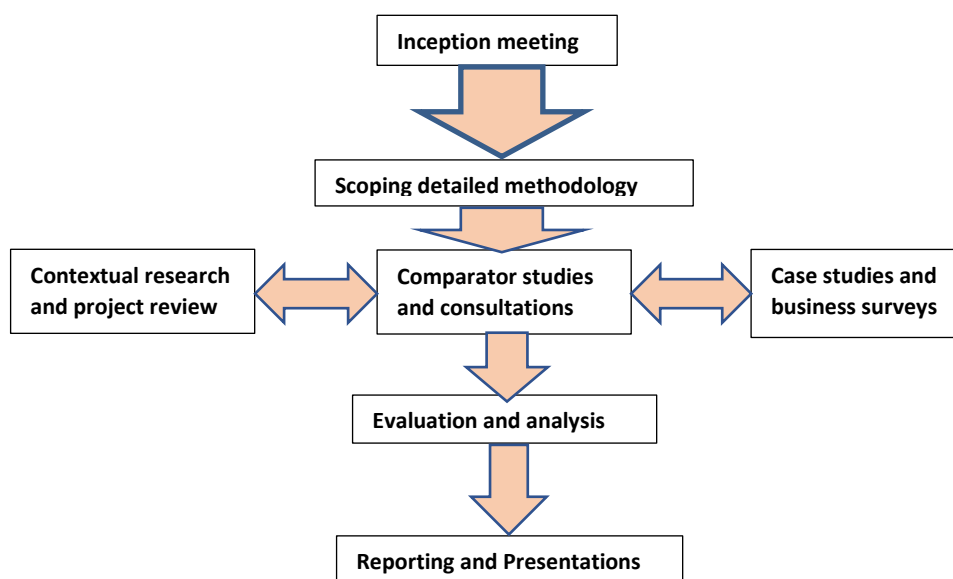 Inception meeting
Scoping detailed methodology
Contextual research
and project review
Comparator studies
and consultations
Case studies and
business surveys
Evaluation and analysis
Reporting and Presentations